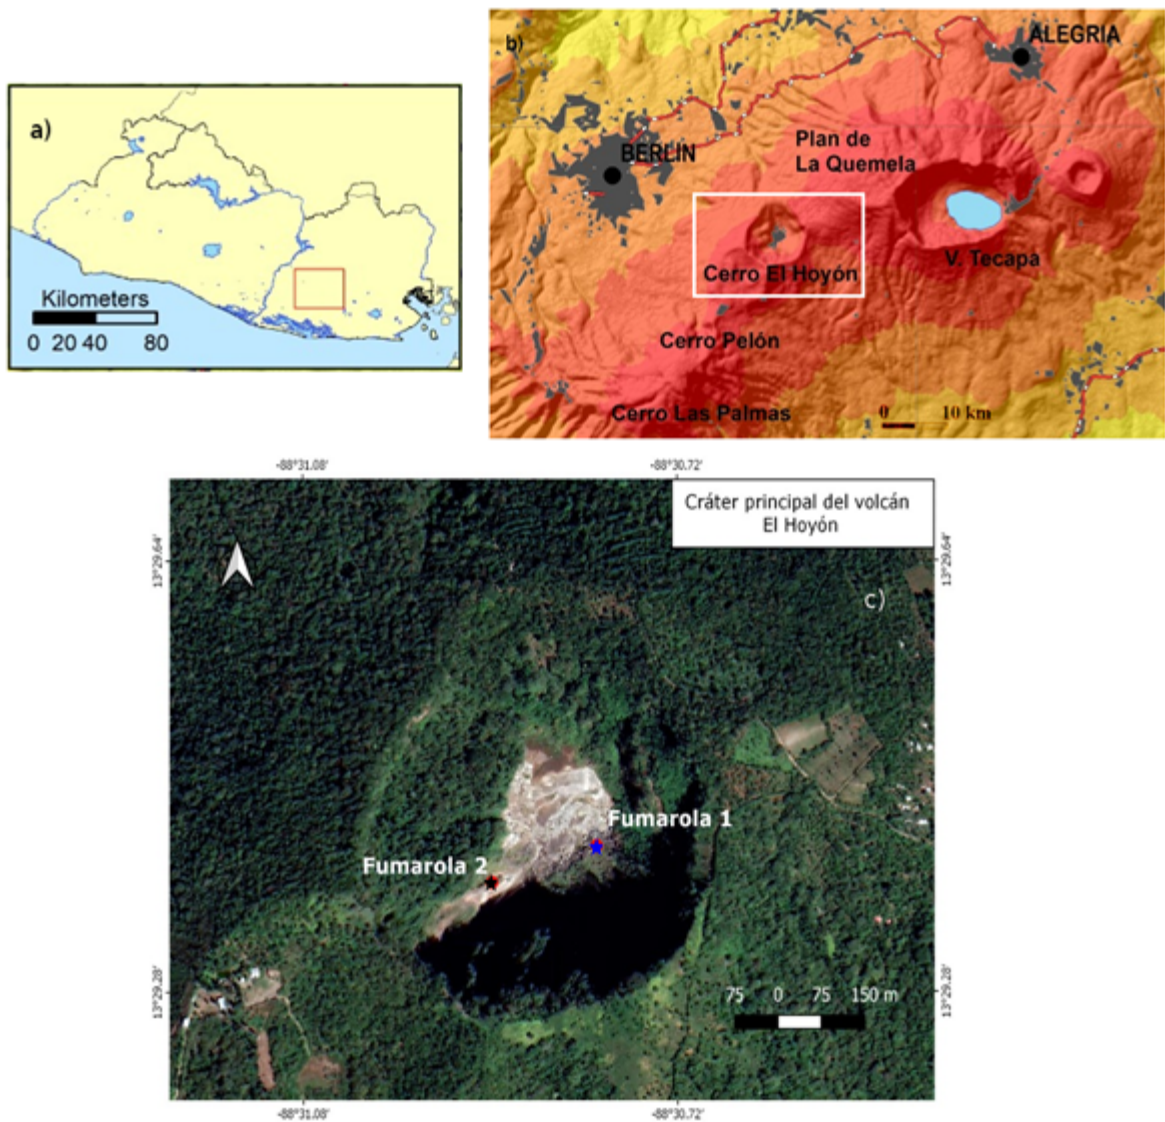 a)
Kilometers
0 20 40 80
b)
ALEGRIA
BERLIN
Plan de
La Quemela
Cerro El Hoyón
V. Tecapa
Cerro Pelón
Cerro Las Palmas
0 10 km
-88°31.08' -88°30.72'
Cráter principal del volcán
El Hoyón
13°29.64' 13°29.64'
c)
Fumarola 1
Fumarola 2
13°29.28' 13°29.28'
75 0 75 150 m
-88°31.08' -88°30.72'